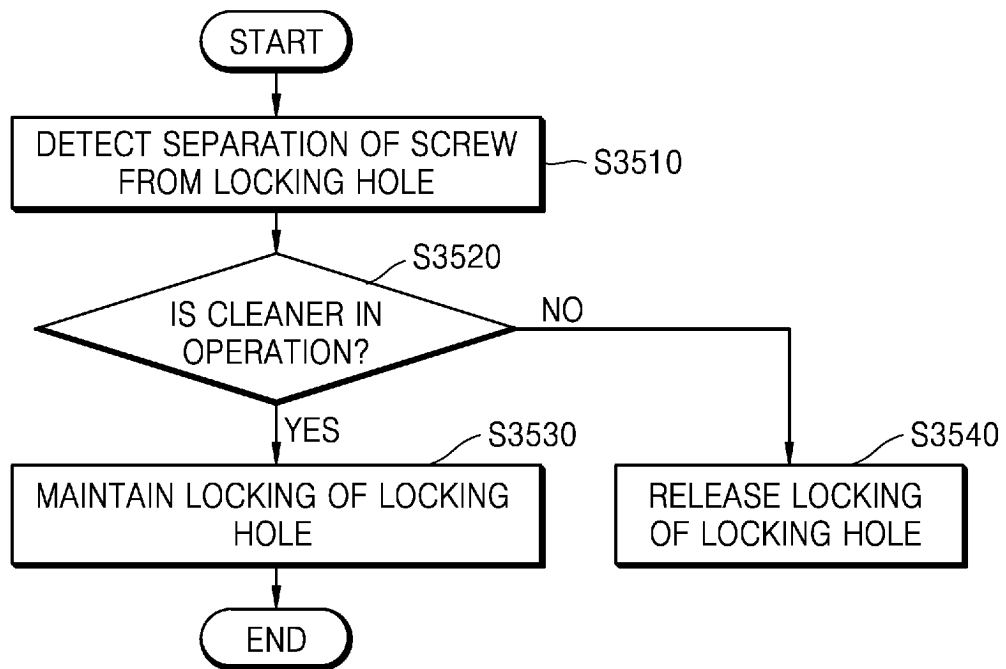 START
DETECT SEPARATION OF SCREW
FROM LOCKING HOLE
S3510
S3520
IS CLEANER IN
OPERATION?
NO
YES
S3530
MAINTAIN LOCKING OF LOCKING
HOLE
S3540
RELEASE LOCKING
OF LOCKING HOLE
END